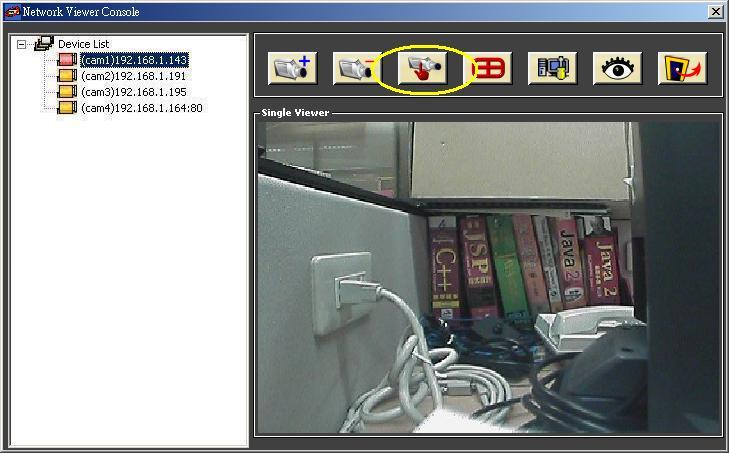 Network Viewer Console
Device List
(cam1)192.168.1.143
(cam2)192.168.1.191
(cam3)192.168.1.195
(cam4)192.168.1.164:80
Single Viewer
C++
JSP
Java 2
Java 2